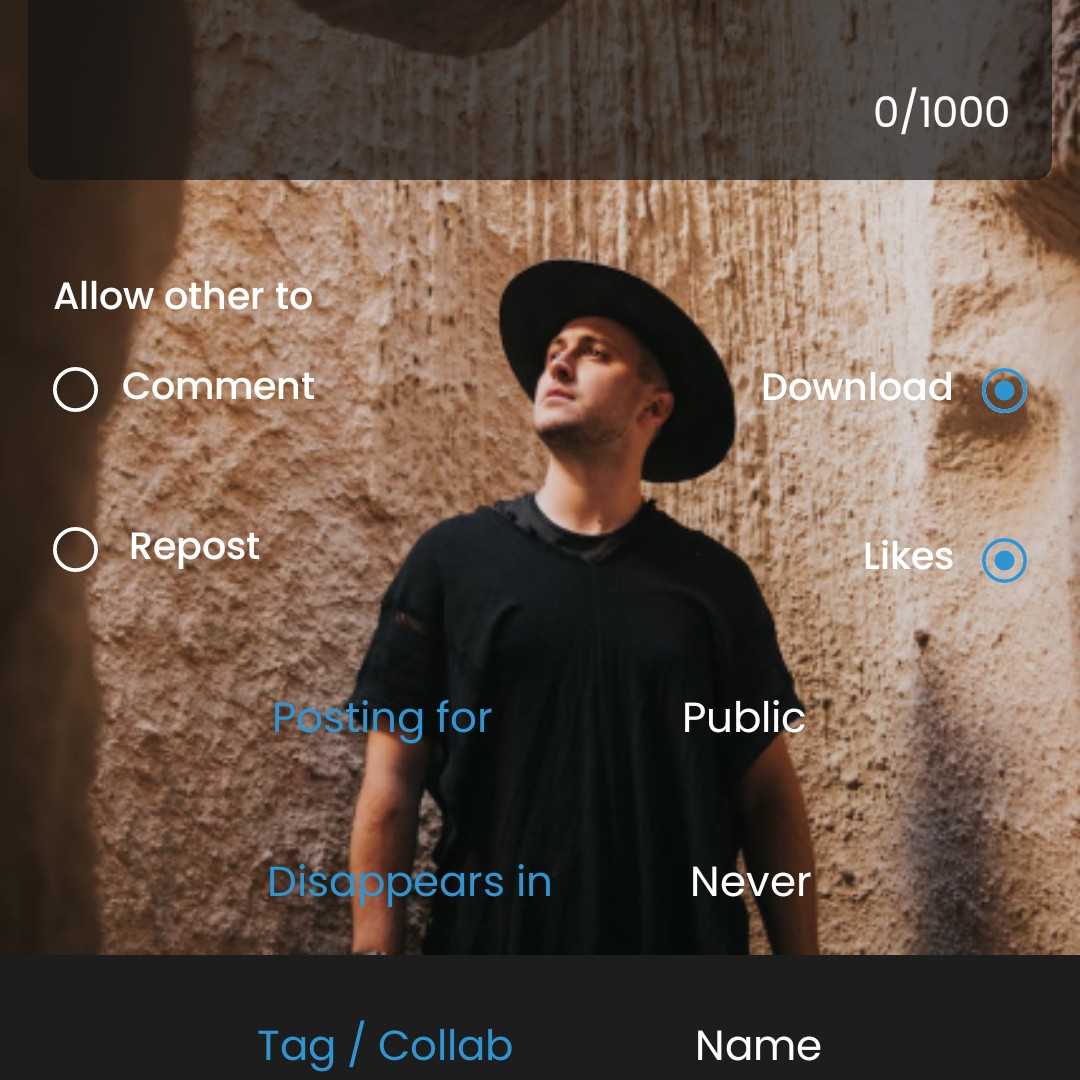 0/1000
Allow other to
Comment
Download
Repost
Likes
Posting for
Public
Disappears in
Never
Tag / Collab
Name